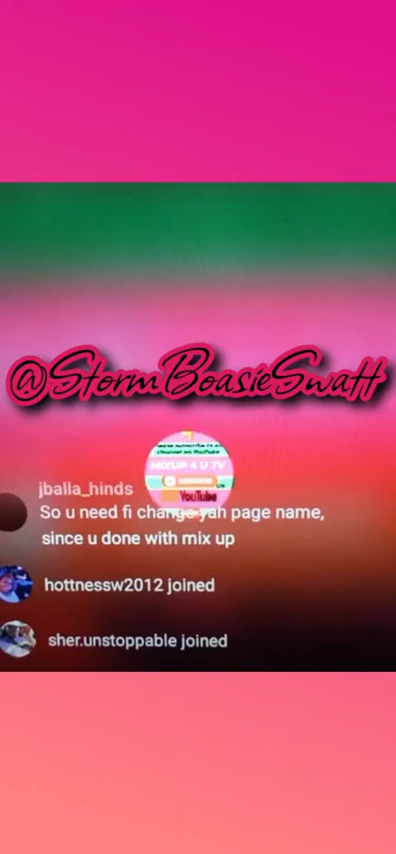 @StormBoasieSwatt
MIXUP 4 U TV
YouTube
jballa_hinds
So u need fi change yah page name,
since u done with mix up
hottnessw2012 joined
sher.unstoppable joined